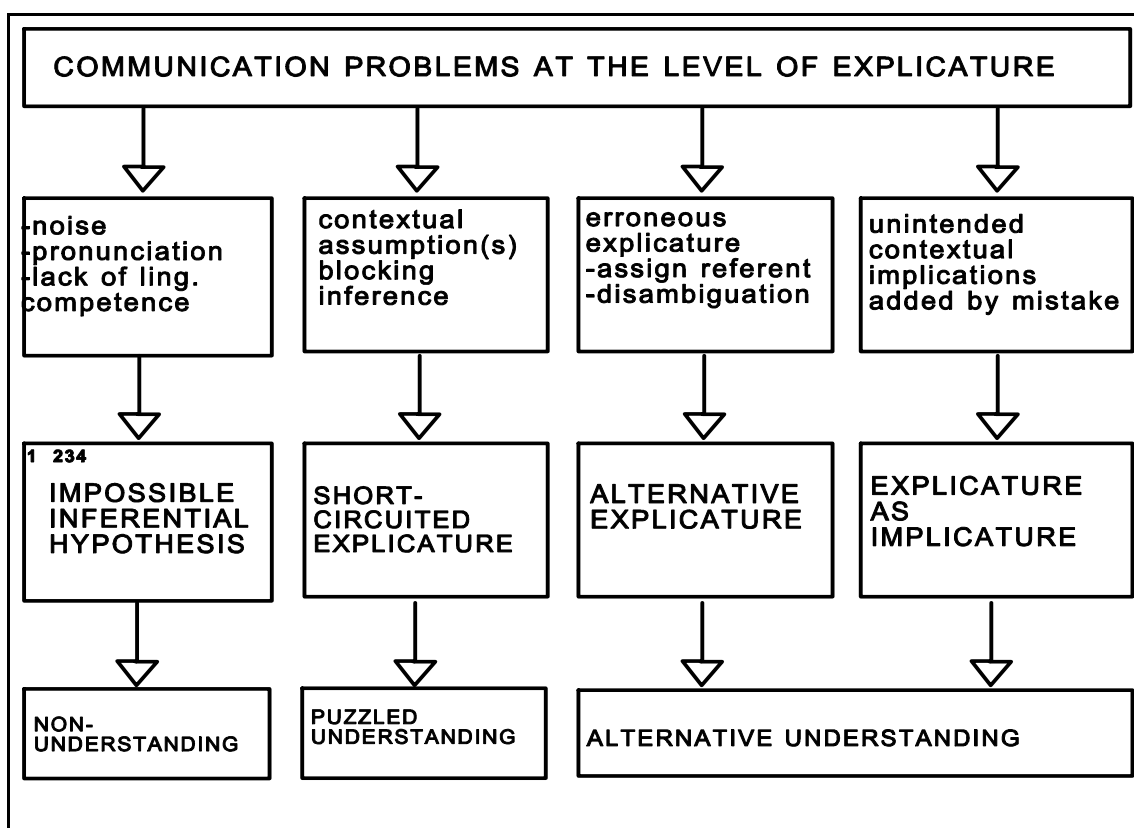 COMMUNICATION PROBLEMS AT THE LEVEL OF EXPLICATURE
-noise
-pronunciation
-lack of ling.
competence
contextual
assumption(s)
blocking
inference
erroneous
explicature
-assign referent
-disambiguation
unintended
contextual
implications
added by mistake
1 234
IMPOSSIBLE
INFERENTIAL
HYPOTHESIS
SHORT-
CIRCUITED
EXPLICATURE
ALTERNATIVE
EXPLICATURE
EXPLICATURE
AS
IMPLICATURE
NON-
UNDERSTANDING
PUZZLED
UNDERSTANDING
ALTERNATIVE UNDERSTANDING